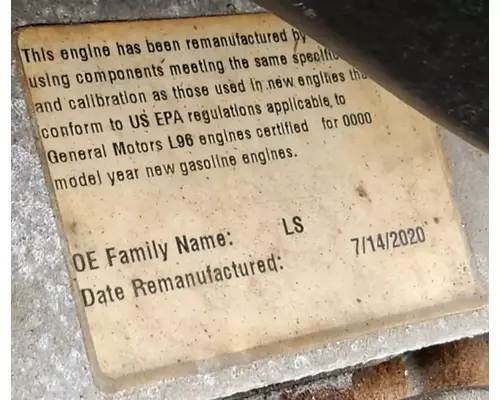 This engine has been remanufactured by
using components meeting the same
and calibration as those used in new engines
conform to US EPA regulations applicable to
General Motors L96 engines certified for 0000
model year new gasoline engines.
OE Family Name: LS
Date Remanufactured: 7/14/2020